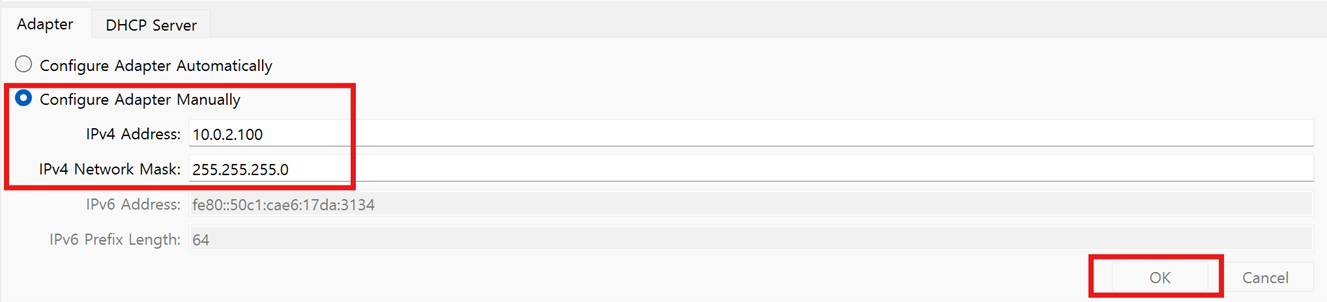 Adapter DHCP Server
Configure Adapter Automatically
Configure Adapter Manually
IPv4 Address: 10.0.2.100
IPv4 Network Mask: 255.255.255.0
IPv6 Address: fe80::50c1:cae6:17da:3134
IPv6 Prefix Length: 64
OK Cancel